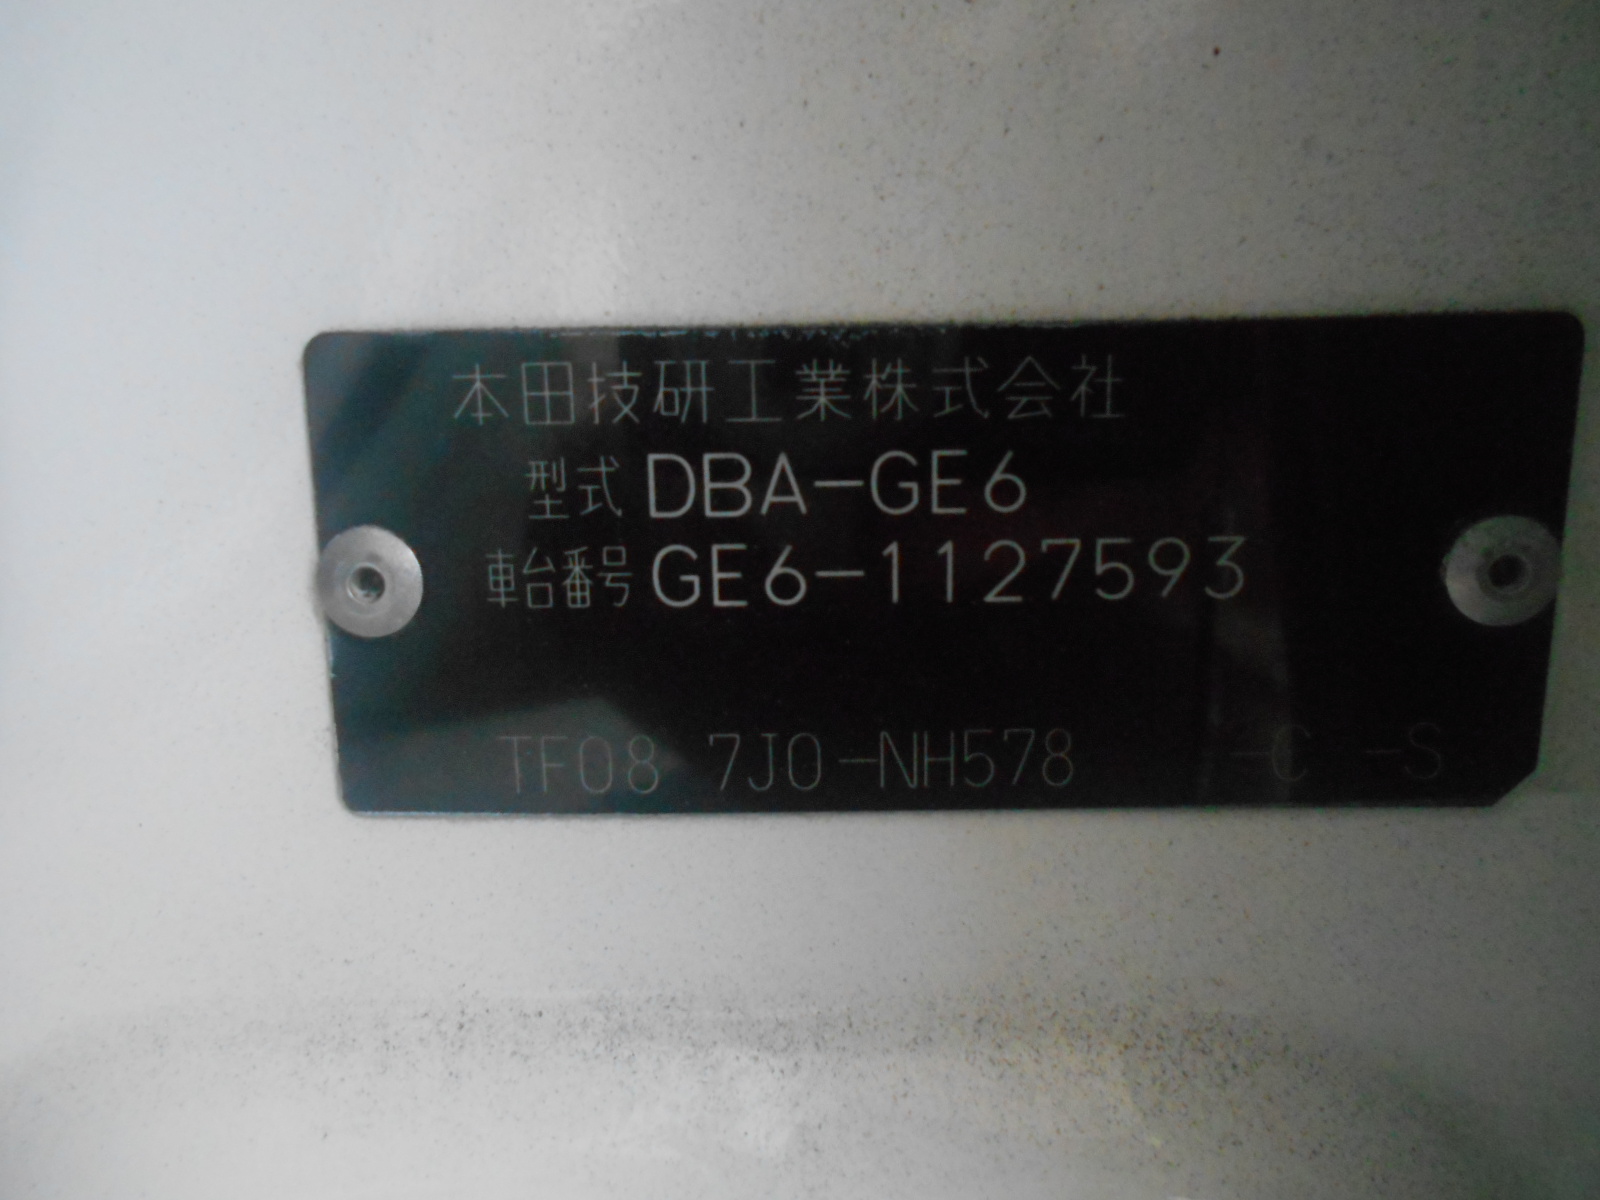 本田技研工業株式会社
型式 DBA-GE6
車台番号 GE6-1127593
TF08 7J0-NH578 -C -S